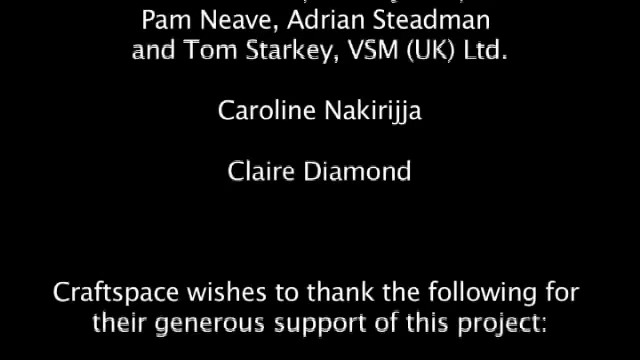 Pam Neave, Adrian Steadman
and Tom Starkey, VSM (UK) Ltd.
Caroline Nakirijja
Claire Diamond
Craftspace wishes to thank the following for
their generous support of this project: